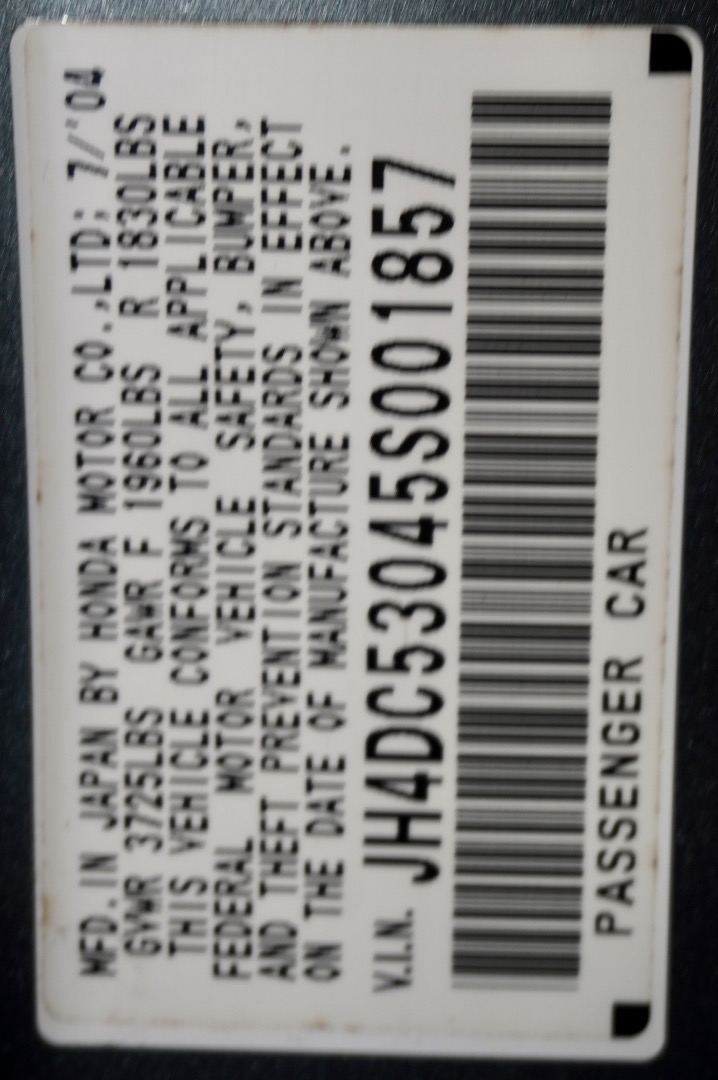 MFD. IN JAPAN BY HONDA MOTOR CO.,LTD; 7/'04
GVWR 3725LBS GAWR F 1960LBS R 1830LBS
THIS VEHICLE CONFORMS TO ALL APPLICABLE
FEDERAL MOTOR VEHICLE SAFETY, BUMPER,
AND THEFT PREVENTION STANDARDS IN EFFECT
ON THE DATE OF MANUFACTURE SHOWN ABOVE.
V.I.N. JH4DC53045S001857
PASSENGER CAR